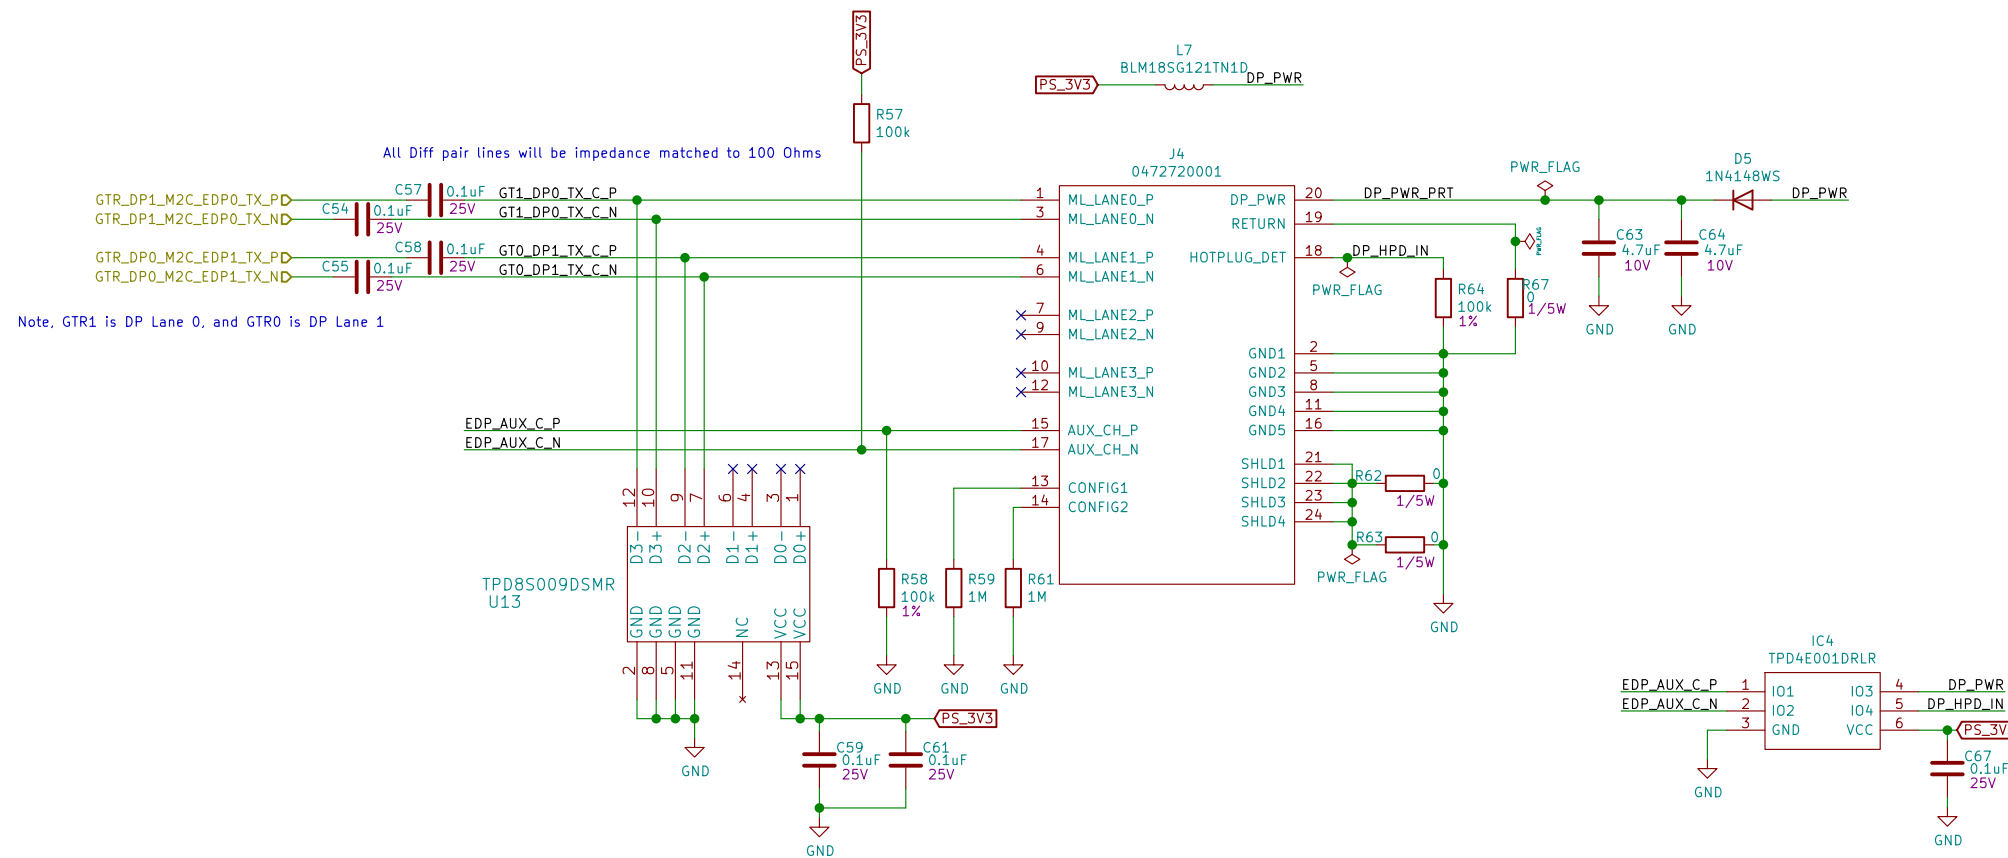 PS_3V3
R57
100k
L7
BLM18SG121TN1D
PS_3V3
DP_PWR
All Diff pair lines will be impedance matched to 100 Ohms
GTR_DP1_M2C_EDP0_TX_P
C57
0.1uF
25V
GT1_DP0_TX_C_P
GTR_DP1_M2C_EDP0_TX_N
C54
0.1uF
25V
GT1_DP0_TX_C_N
GTR_DP0_M2C_EDP1_TX_P
C58
0.1uF
25V
GT0_DP1_TX_C_P
GTR_DP0_M2C_EDP1_TX_N
C55
0.1uF
25V
GT0_DP1_TX_C_N
Note, GTR1 is DP Lane 0, and GTR0 is DP Lane 1
EDP_AUX_C_P
EDP_AUX_C_N
J4
0472720001
1 ML_LANE0_P
3 ML_LANE0_N
4 ML_LANE1_P
6 ML_LANE1_N
7 ML_LANE2_P
9 ML_LANE2_N
10 ML_LANE3_P
12 ML_LANE3_N
15 AUX_CH_P
17 AUX_CH_N
13 CONFIG1
14 CONFIG2
DP_PWR 20
RETURN 19
HOTPLUG_DET 18
GND1 2
GND2 5
GND3 8
GND4 11
GND5 16
SHLD1 21
SHLD2 22
SHLD3 23
SHLD4 24
DP_PWR_PRT
PWR_FLAG
D5
1N4148WS
DP_PWR
PWR_FLAG
DP_HPD_IN
PWR_FLAG
C63
4.7uF
10V
GND
C64
4.7uF
10V
GND
R64
100k
1%
R67
0
1/5W
R62
0
1/5W
R63
0
1/5W
PWR_FLAG
GND
12 10 9 7 6 4 3 1
D3- D3+ D2- D2+ D1- D1+ D0- D0+
TPD8S009DSMR
U13
GND GND GND GND NC VCC VCC
2 8 5 11 14 13 15
GND
PS_3V3
C59
0.1uF
25V
C61
0.1uF
25V
GND
R58
100k
1%
GND
R59
1M
GND
R61
1M
GND
IC4
TPD4E001DRLR
EDP_AUX_C_P 1 IO1 IO3 4 DP_PWR
EDP_AUX_C_N 2 IO2 IO4 5 DP_HPD_IN
3 GND VCC 6 PS_3V
GND
C67
0.1uF
25V
GND